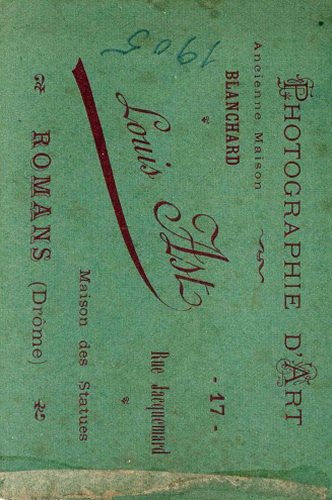 PHOTOGRAPHIE D'ART
Ancienne Maison
BLANCHARD
- 17 -
Rue Jacquemard
Louis Ast
Maison des Statues
ROMANS (Drôme)
1905